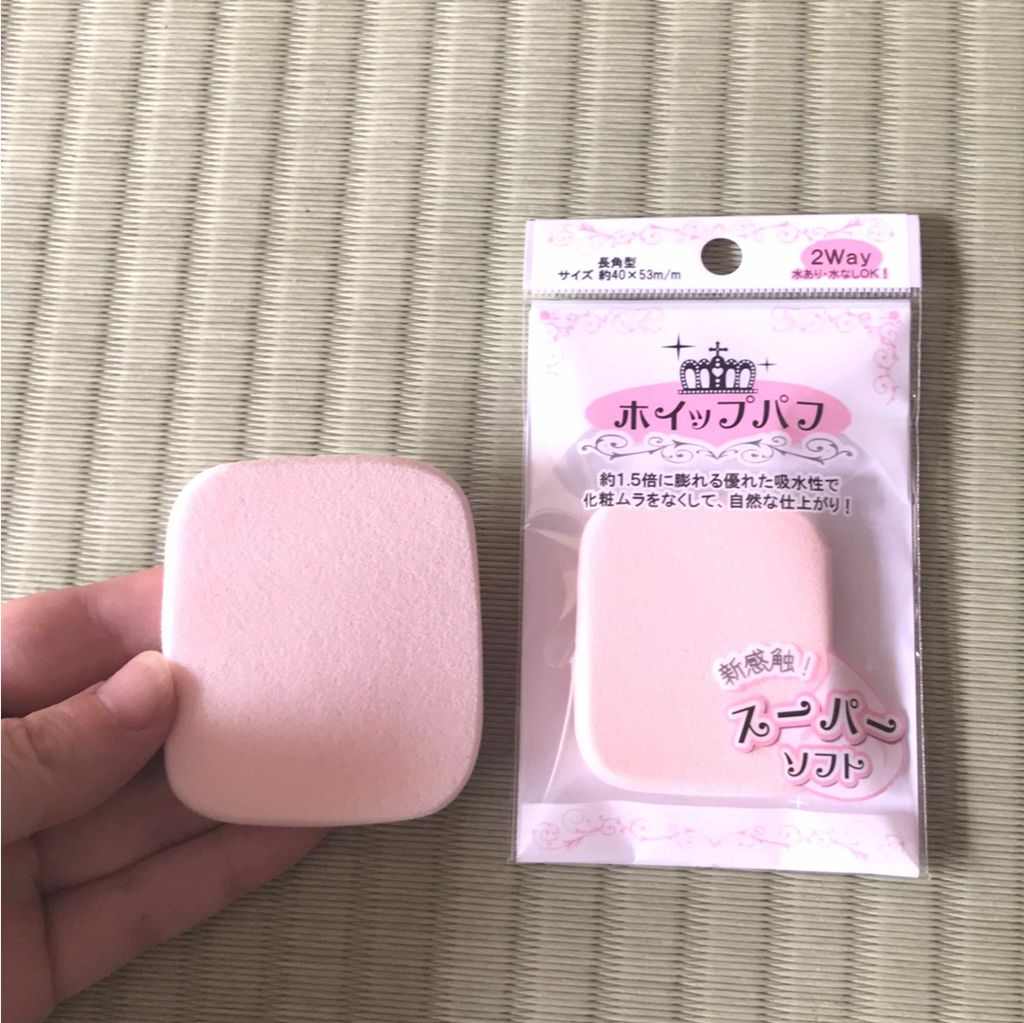 長角型
サイズ 約40×53m/m
2Way
水あり・水なしOK!
ホイップパフ
約1.5倍に膨れる優れた吸水性で
化粧ムラをなくして、自然な仕上がり!
新感触!
スーパー
ソフト